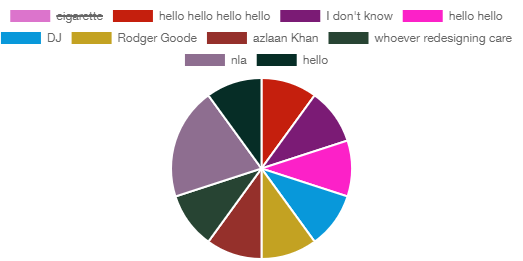 cigarette hello hello hello hello I don't know hello hello
DJ Rodger Goode azlaan Khan whoever redesigning care
nla hello